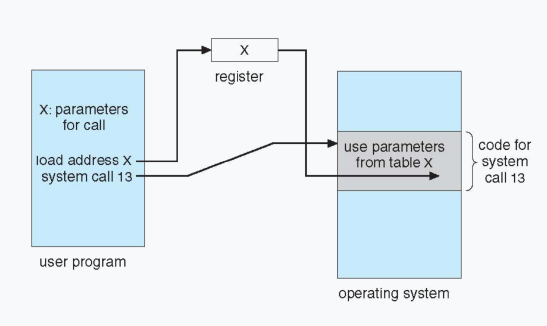 X
register
X: parameters
for call
load address X
system call 13
user program
use parameters
from table X
code for
system
call 13
operating system